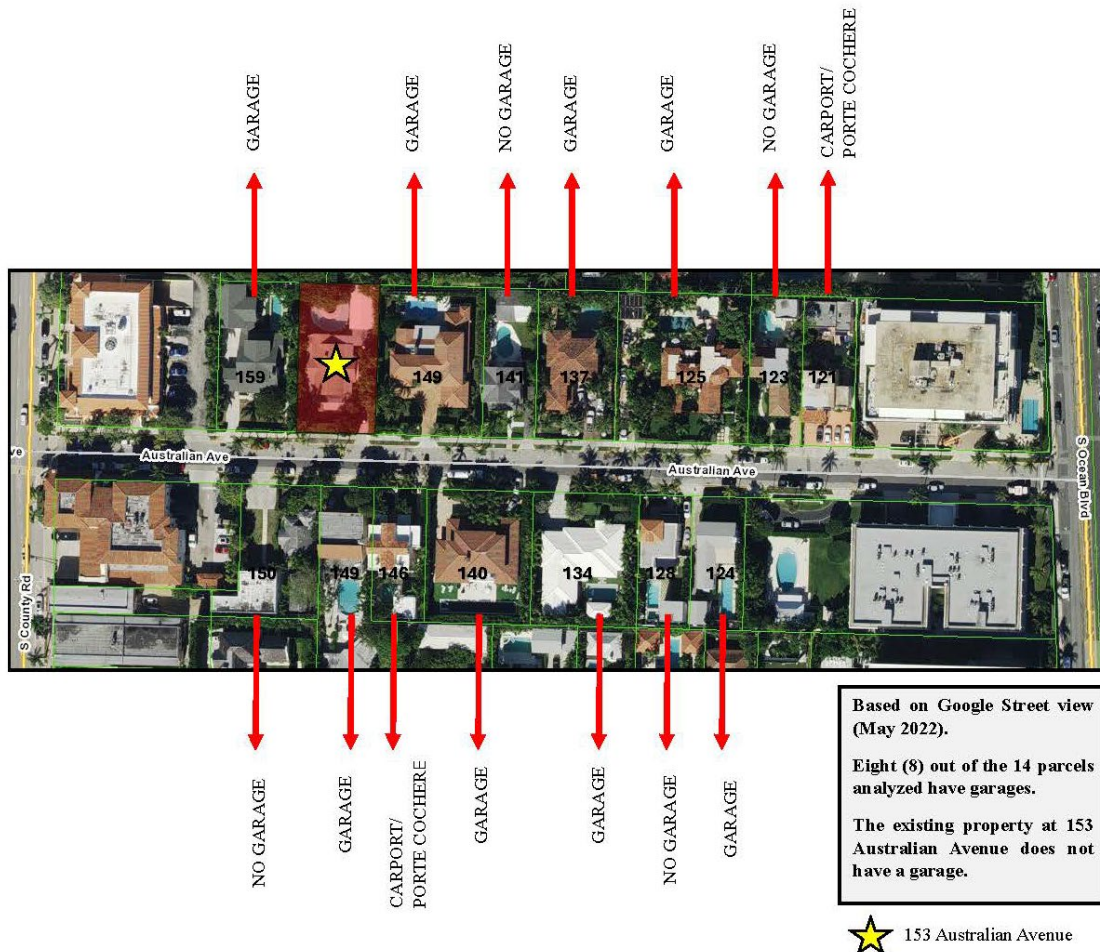 GARAGE
GARAGE
NO GARAGE
GARAGE
GARAGE
NO GARAGE
CARPORT/
PORTE COCHERE
159
149
141
137
125
123
121
ve
Australian Ave
Australian Ave
S Ocean Blvd
S County Rd
150
149
146
140
134
128
124
NO GARAGE
GARAGE
CARPORT/
PORTE COCHERE
GARAGE
GARAGE
NO GARAGE
GARAGE
Based on Google Street view
(May 2022).
Eight (8) out of the 14 parcels
analyzed have garages.
The existing property at 153
Australian Avenue does not
have a garage.
153 Australian Avenue